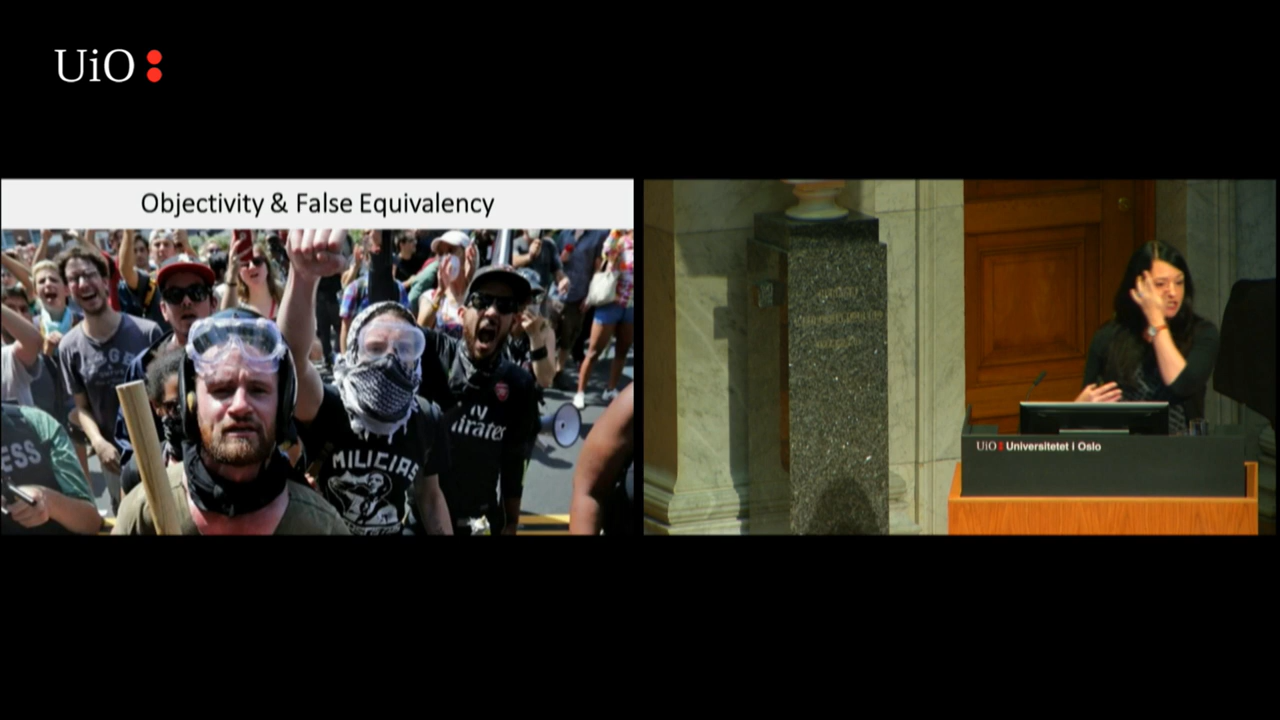 UiO:
Objectivity & False Equivalency
ESS
MILICIAS
UiO: Universitetet i Oslo